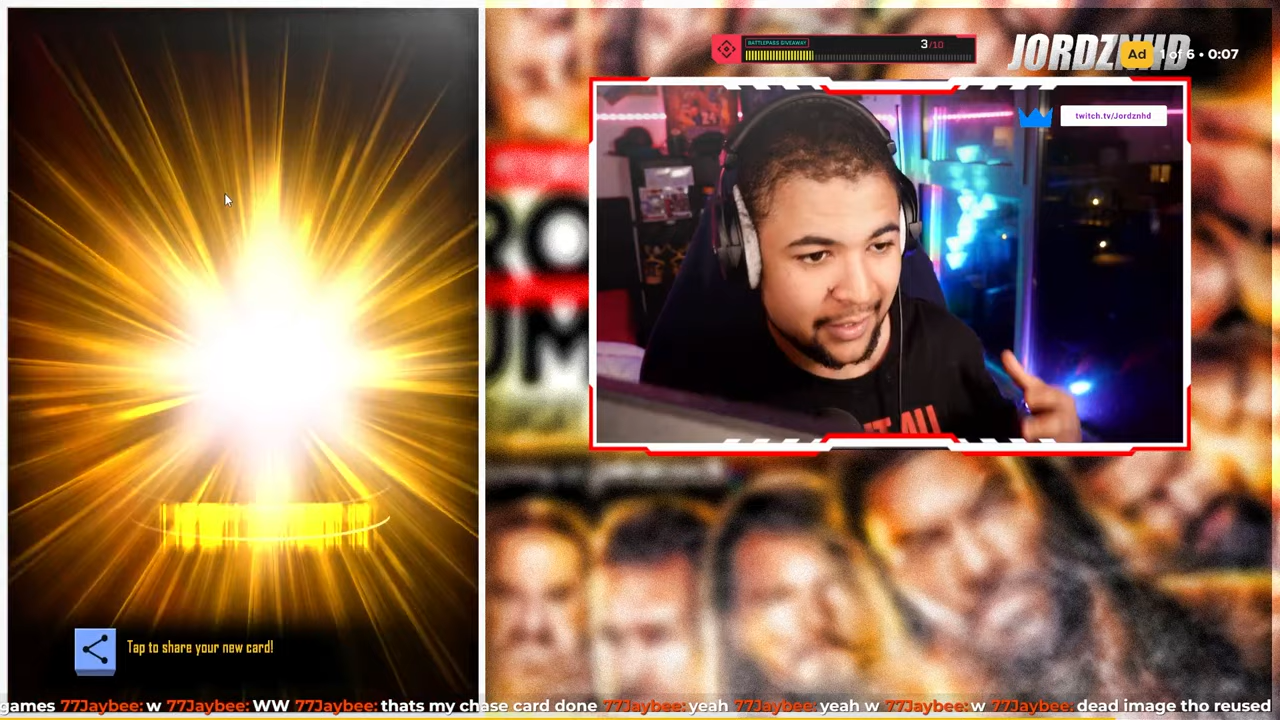 BATTLEPASS GIVEAWAY
3/10
JORDZNHD
Ad 1 of 6 • 0:07
twitch.tv/Jordznhd
IT ALL
Tap to share your new card!
games 77Jaybee: w 77Jaybee: WW 77Jaybee: thats my chase card done 77Jaybee: yeah 77Jaybee: yeah w 77Jaybee: w 77Jaybee: dead image tho reused